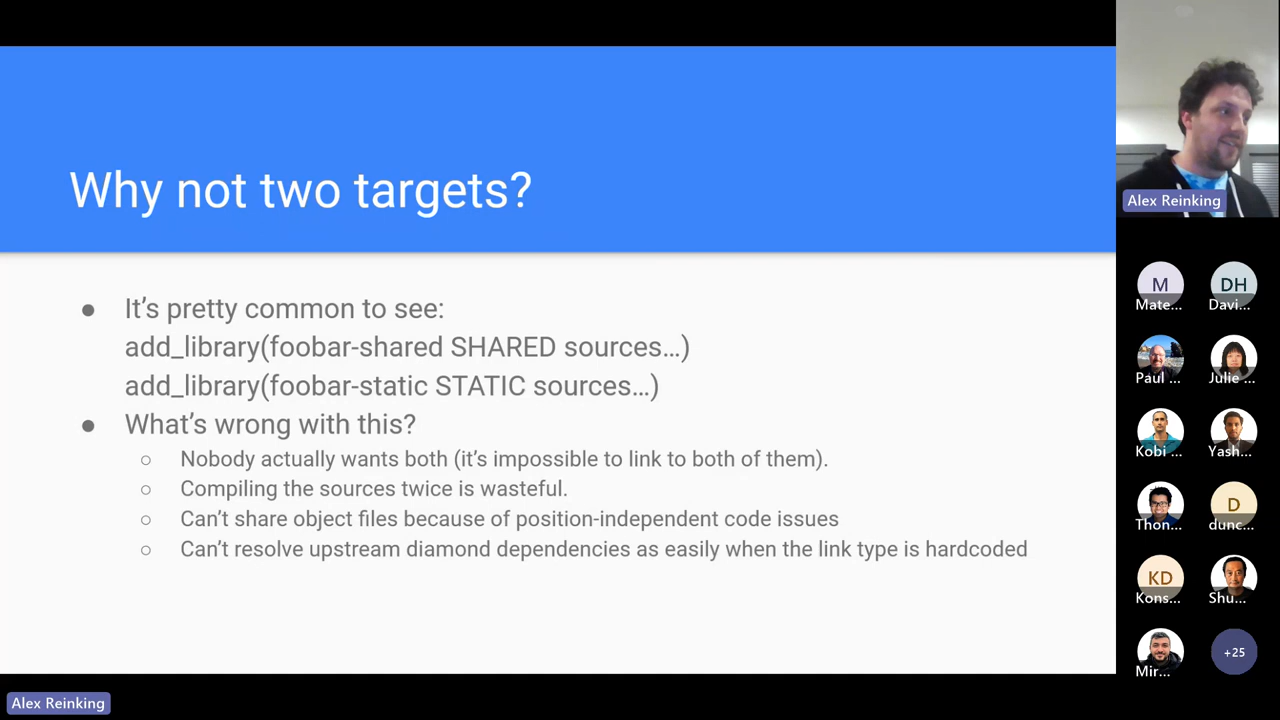 Why not two targets?
● It’s pretty common to see:
add_library(foobar-shared SHARED sources…)
add_library(foobar-static STATIC sources…)
● What’s wrong with this?
○ Nobody actually wants both (it’s impossible to link to both of them).
○ Compiling the sources twice is wasteful.
○ Can’t share object files because of position-independent code issues
○ Can’t resolve upstream diamond dependencies as easily when the link type is hardcoded
Alex Reinking
M DH
Mate... Davi...
Paul ... Julie ...
Kobi ... Yash...
D
Thon... dunc...
KD
Kons... Shu...
+25
Mir...
Alex Reinking